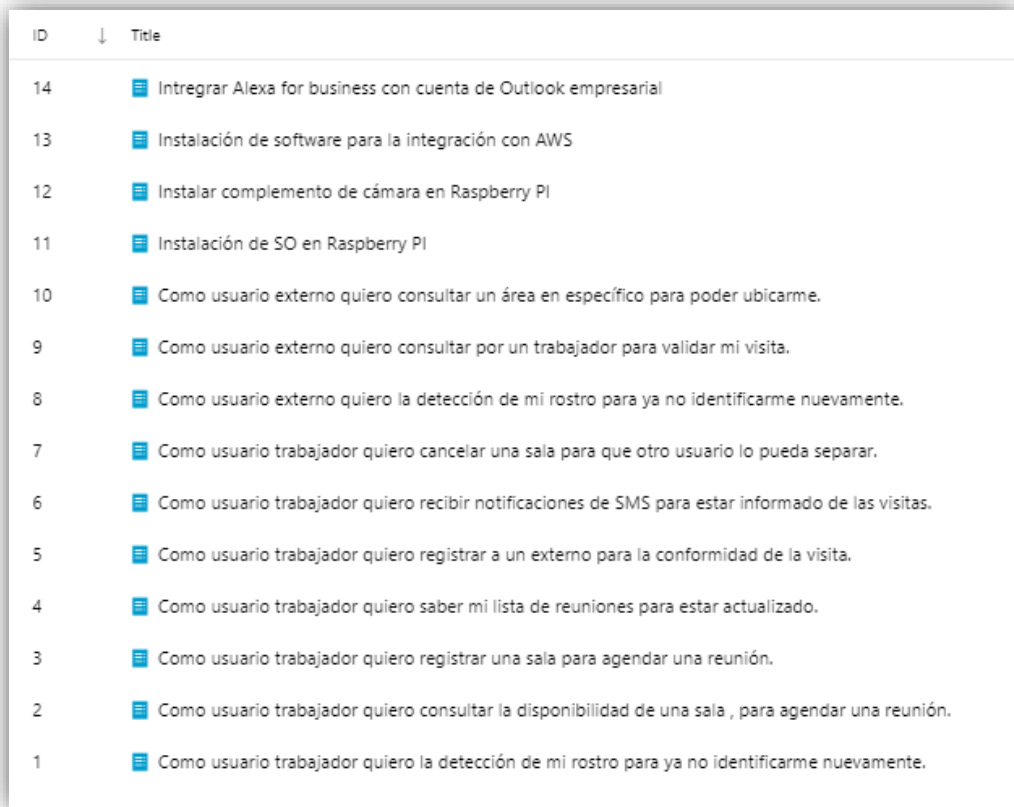 ID ↓ Title
14 Intregrar Alexa for business con cuenta de Outlook empresarial
13 Instalación de software para la integración con AWS
12 Instalar complemento de cámara en Raspberry PI
11 Instalación de SO en Raspberry PI
10 Como usuario externo quiero consultar un área en específico para poder ubicarme.
9 Como usuario externo quiero consultar por un trabajador para validar mi visita.
8 Como usuario externo quiero la detección de mi rostro para ya no identificarme nuevamente.
7 Como usuario trabajador quiero cancelar una sala para que otro usuario lo pueda separar.
6 Como usuario trabajador quiero recibir notificaciones de SMS para estar informado de las visitas.
5 Como usuario trabajador quiero registrar a un externo para la conformidad de la visita.
4 Como usuario trabajador quiero saber mi lista de reuniones para estar actualizado.
3 Como usuario trabajador quiero registrar una sala para agendar una reunión.
2 Como usuario trabajador quiero consultar la disponibilidad de una sala , para agendar una reunión.
1 Como usuario trabajador quiero la detección de mi rostro para ya no identificarme nuevamente.